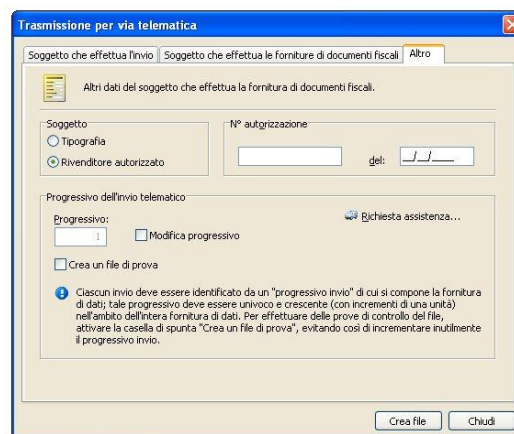 Trasmissione per via telematica
Soggetto che effettua l'invio
Soggetto che effettua le forniture di documenti fiscali
Altro
Altri dati del soggetto che effettua la fornitura di documenti fiscali.
Soggetto
Tipografia
Rivenditore autorizzato
N° autorizzazione
del: __/__/____
Progressivo dell'invio telematico
Progressivo:
1
Modifica progressivo
Richiesta assistenza...
Crea un file di prova
Ciascun invio deve essere identificato da un "progressivo invio" di cui si compone la fornitura
di dati; tale progressivo deve essere univoco e crescente (con incrementi di una unità)
nell'ambito dell'intera fornitura di dati. Per effettuare delle prove di controllo del file,
attivare la casella di spunta "Crea un file di prova", evitando così di incrementare inutilmente
il progressivo invio.
Crea file
Chiudi